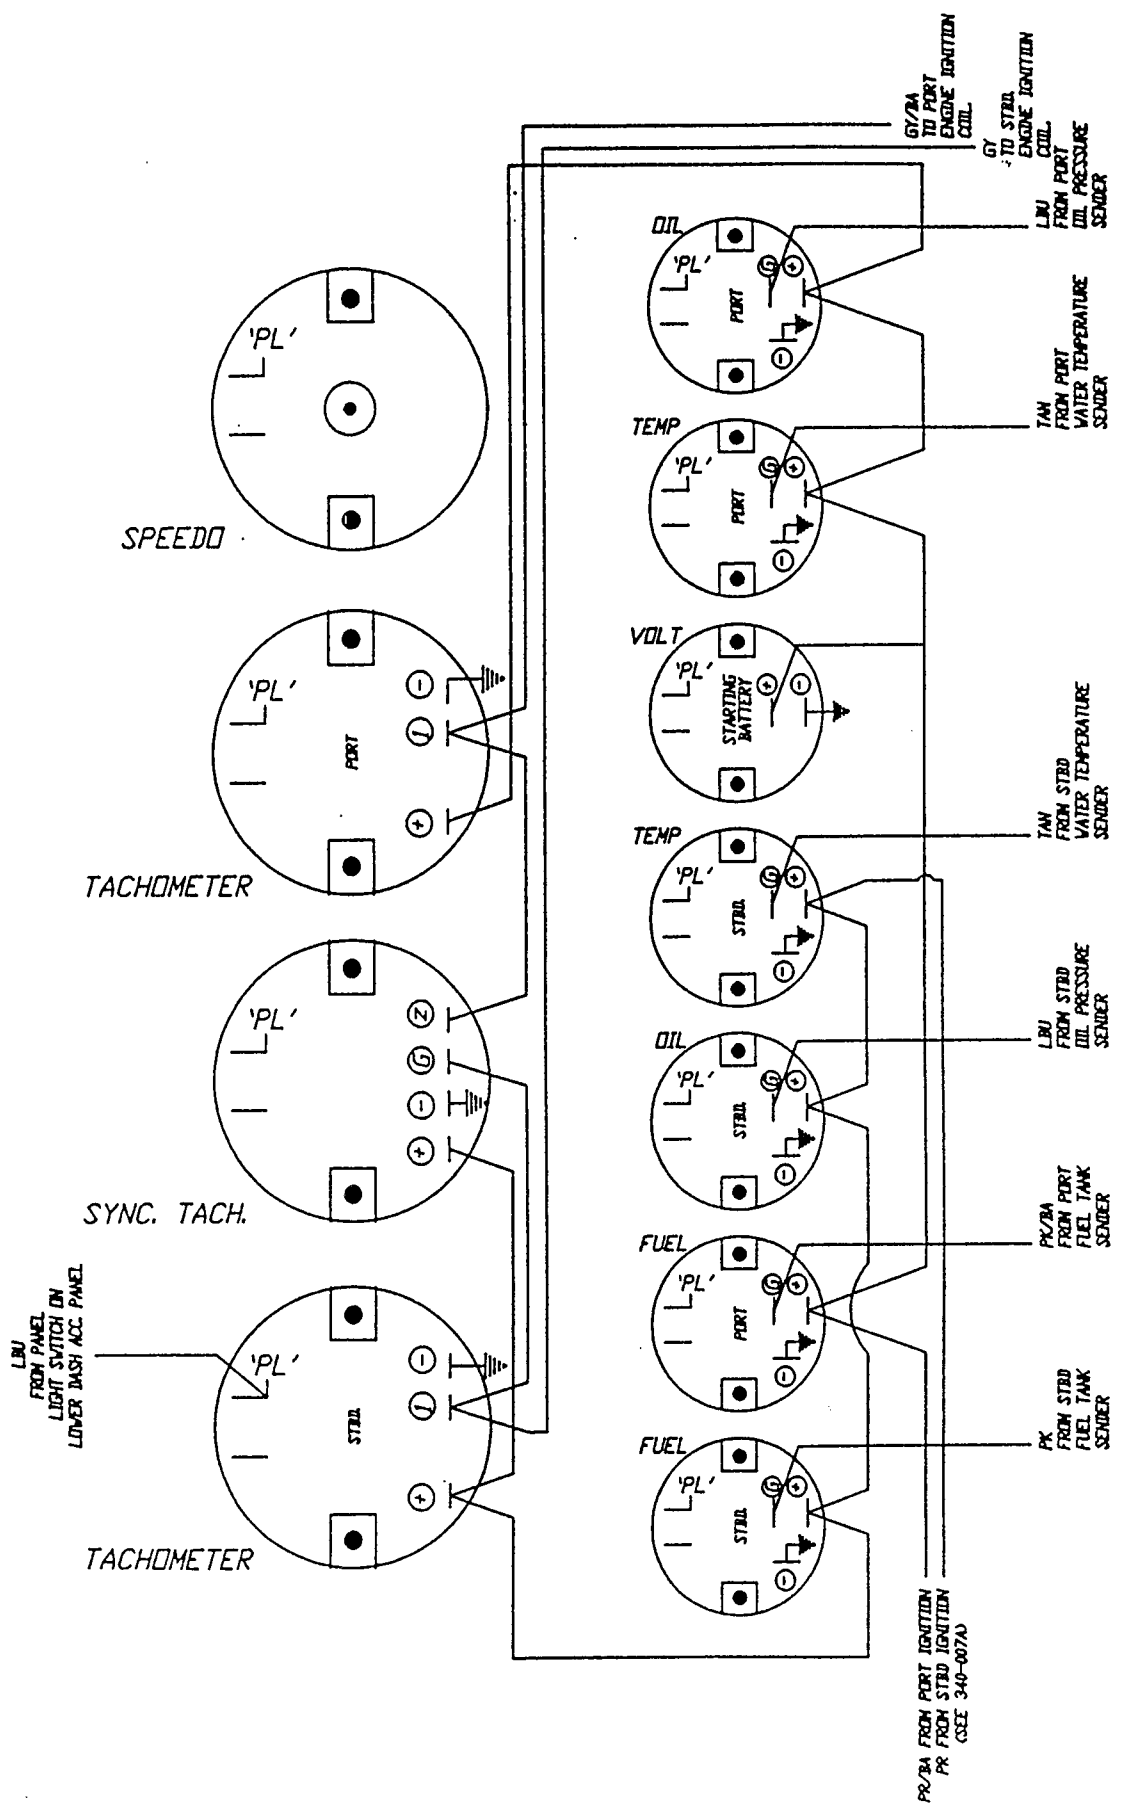 LBU
FROM PANEL
LIGHT SWITCH ON
LOWER DASH ACC. PANEL
TACHOMETER
'PL'
STBD.
+
1
-
SYNC. TACH.
'PL'
+
-
G
2
TACHOMETER
'PL'
PORT
+
1
-
SPEEDO
'PL'
GY/BA
TO PORT
ENGINE IGNITION
COIL.
GY
TO STBD.
ENGINE IGNITION
COIL.
FUEL
'PL'
STBD.
-
G
+
FUEL
'PL'
PORT
-
G
+
OIL
'PL'
STBD.
-
G
+
TEMP
'PL'
STBD.
-
G
+
VOLT
'PL'
STARTING
BATTERY
+
-
TEMP
'PL'
PORT
-
G
+
OIL
'PL'
PORT
-
G
+
PR/BA FROM PORT IGNITION
PR FROM STBD IGNITION
(SEE 340-007A)
PK
FROM STBD
FUEL TANK
SENDER
PK/BA
FROM PORT
FUEL TANK
SENDER
LBU
FROM STBD
OIL PRESSURE
SENDER
TAN
FROM STBD
WATER TEMPERATURE
SENDER
TAN
FROM PORT
WATER TEMPERATURE
SENDER
LBU
FROM PORT
OIL PRESSURE
SENDER